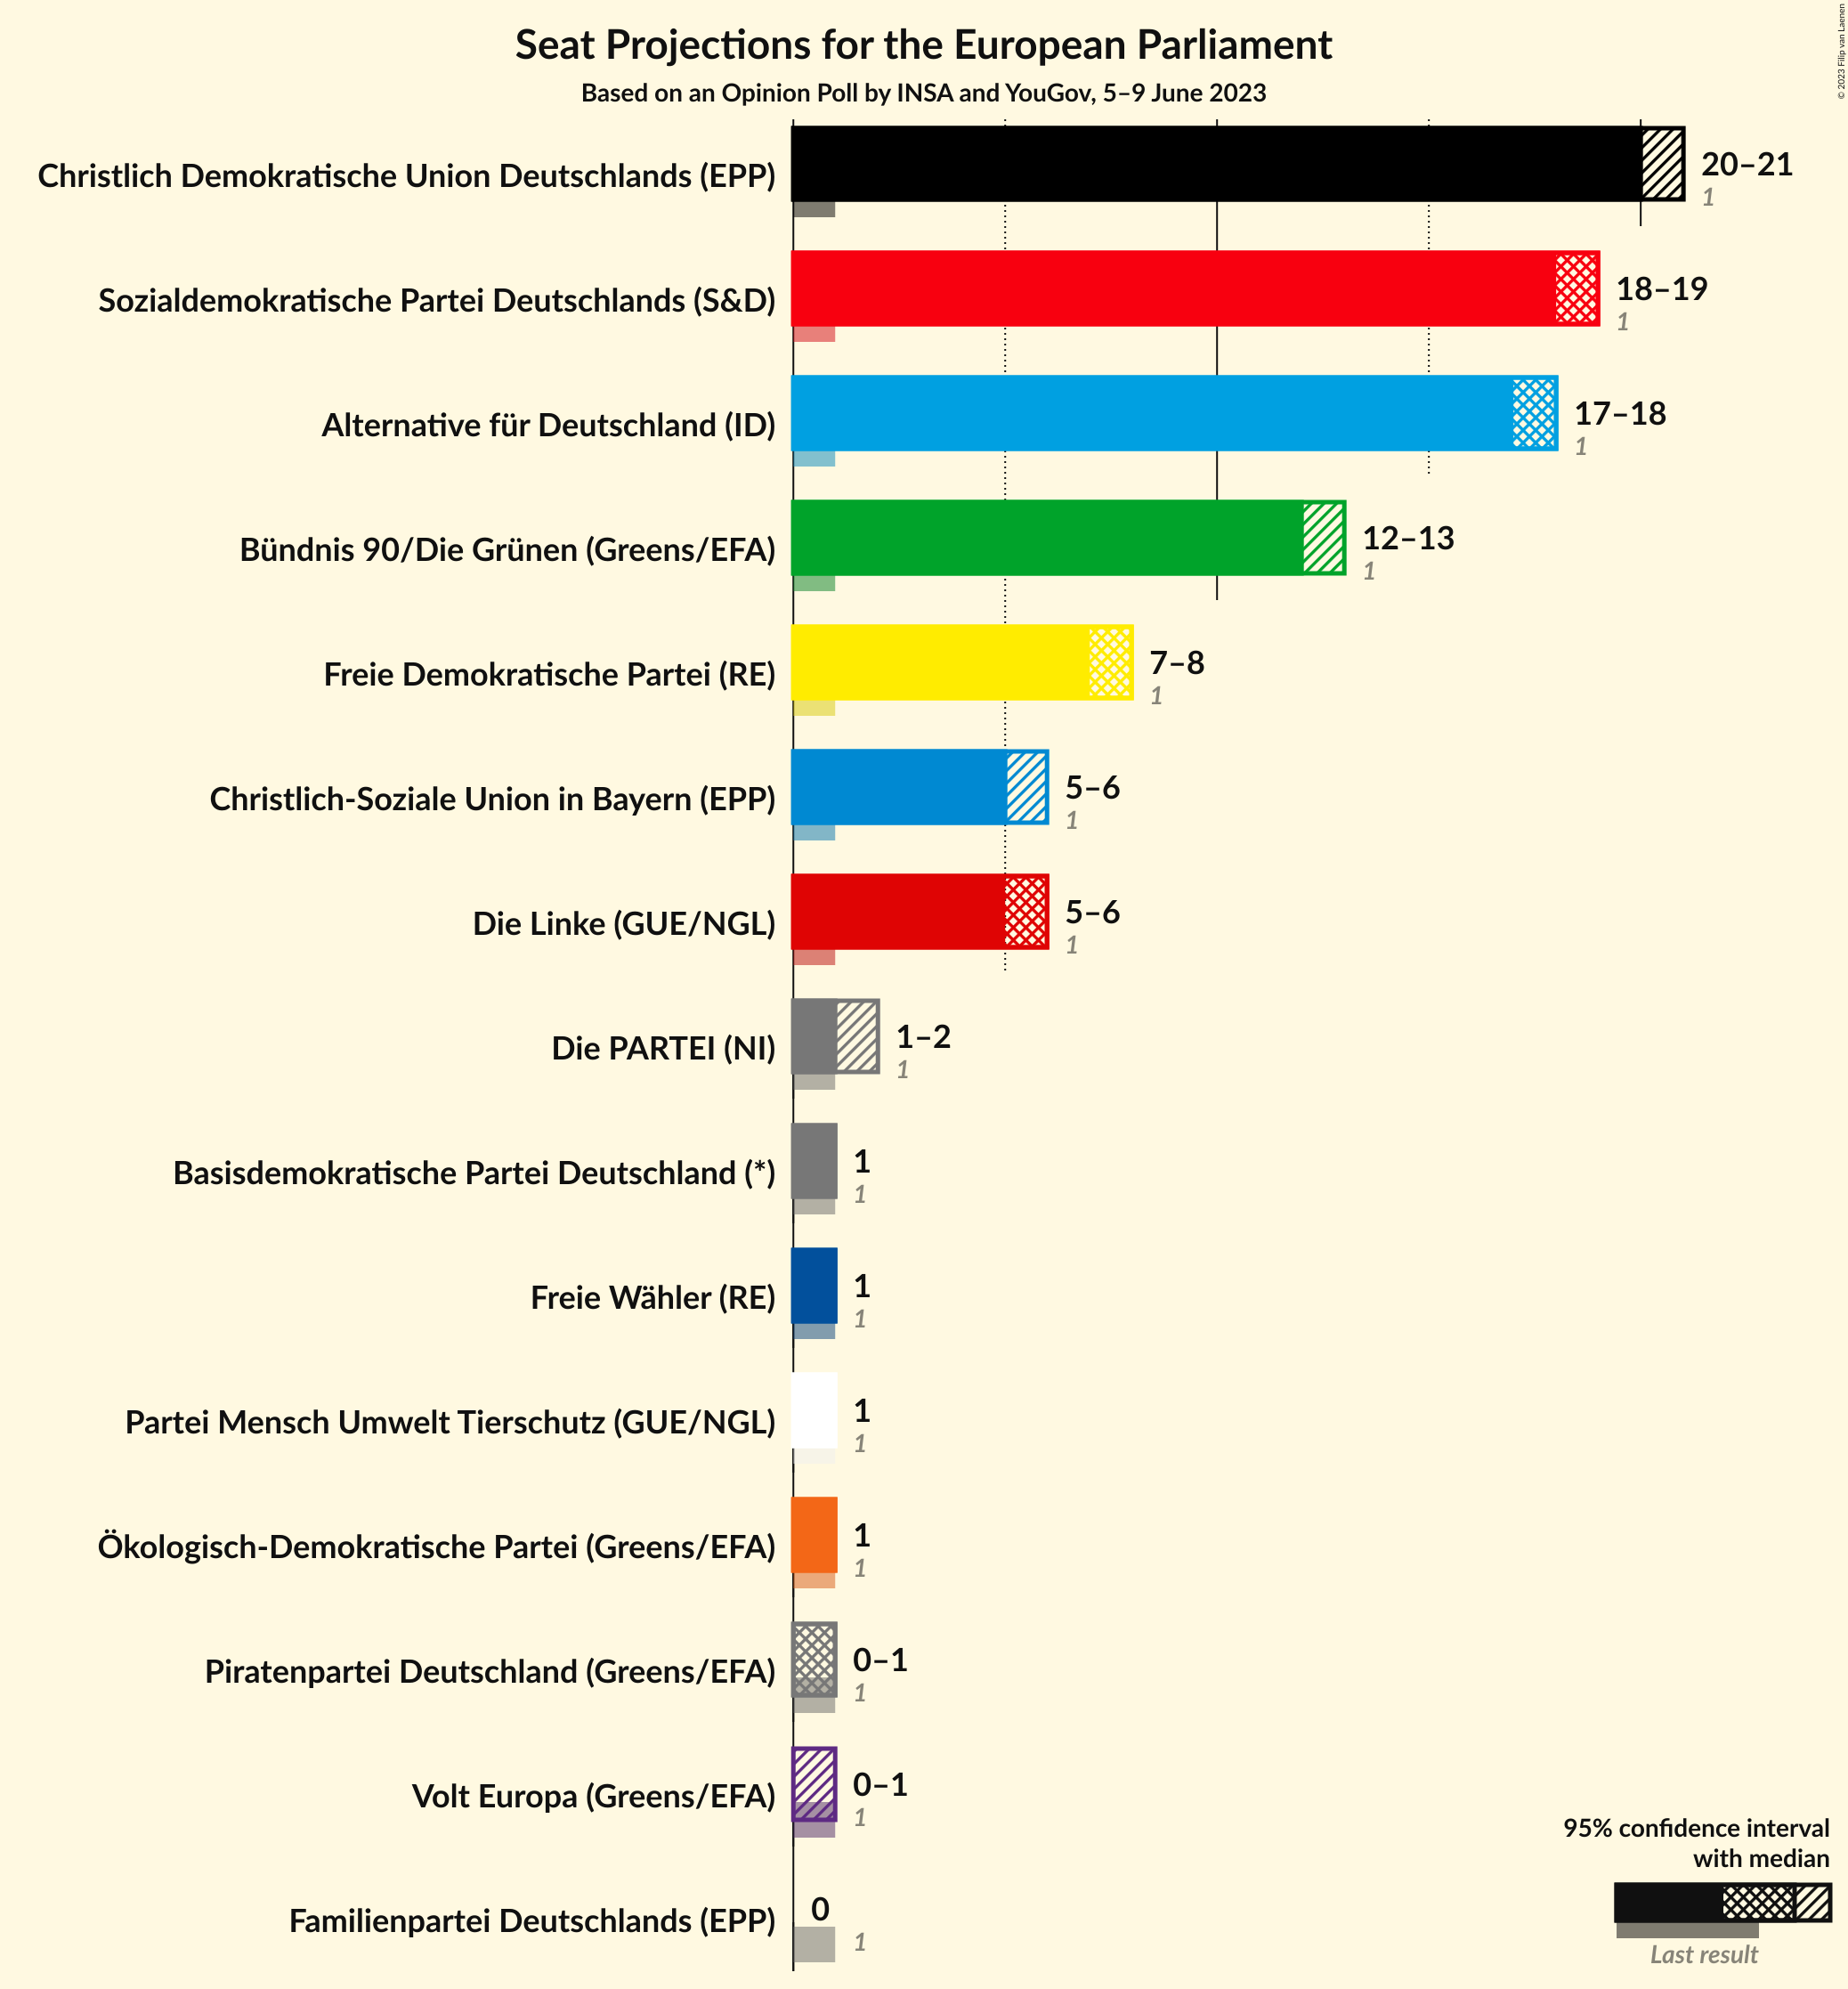 Seat Projections for the European Parliament
Based on an Opinion Poll by INSA and YouGov, 5–9 June 2023
© 2023 Filip van Laenen
Christlich Demokratische Union Deutschlands (EPP)
20–21
1
Sozialdemokratische Partei Deutschlands (S&D)
18–19
1
Alternative für Deutschland (ID)
17–18
1
Bündnis 90/Die Grünen (Greens/EFA)
12–13
1
Freie Demokratische Partei (RE)
7–8
1
Christlich-Soziale Union in Bayern (EPP)
5–6
1
Die Linke (GUE/NGL)
5–6
1
Die PARTEI (NI)
1–2
1
Basisdemokratische Partei Deutschland (*)
1
1
Freie Wähler (RE)
1
1
Partei Mensch Umwelt Tierschutz (GUE/NGL)
1
1
Ökologisch-Demokratische Partei (Greens/EFA)
1
1
Piratenpartei Deutschland (Greens/EFA)
0–1
1
Volt Europa (Greens/EFA)
0–1
1
Familienpartei Deutschlands (EPP)
0
1
95% confidence interval
with median
Last result